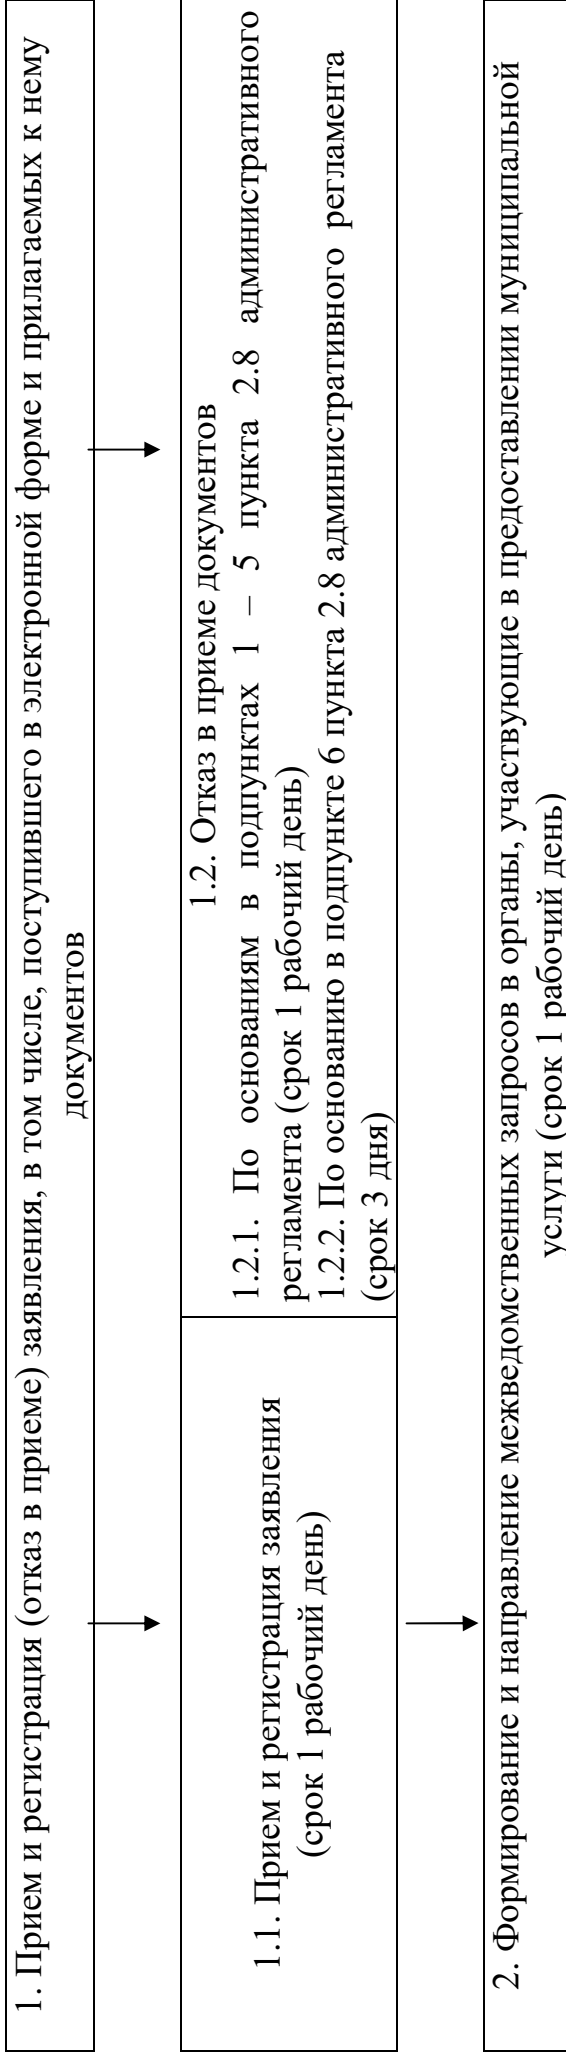 1. Прием и регистрация (отказ в приеме) заявления, в том числе, поступившего в электронной форме и прилагаемых к нему
документов
1.1. Прием и регистрация заявления
(срок 1 рабочий день)
1.2. Отказ в приеме документов
1.2.1. По основаниям в подпунктах 1 – 5 пункта 2.8 административного
регламента (срок 1 рабочий день)
1.2.2. По основанию в подпункте 6 пункта 2.8 административного регламента
(срок 3 дня)
2. Формирование и направление межведомственных запросов в органы, участвующие в предоставлении муниципальной
услуги (срок 1 рабочий день)